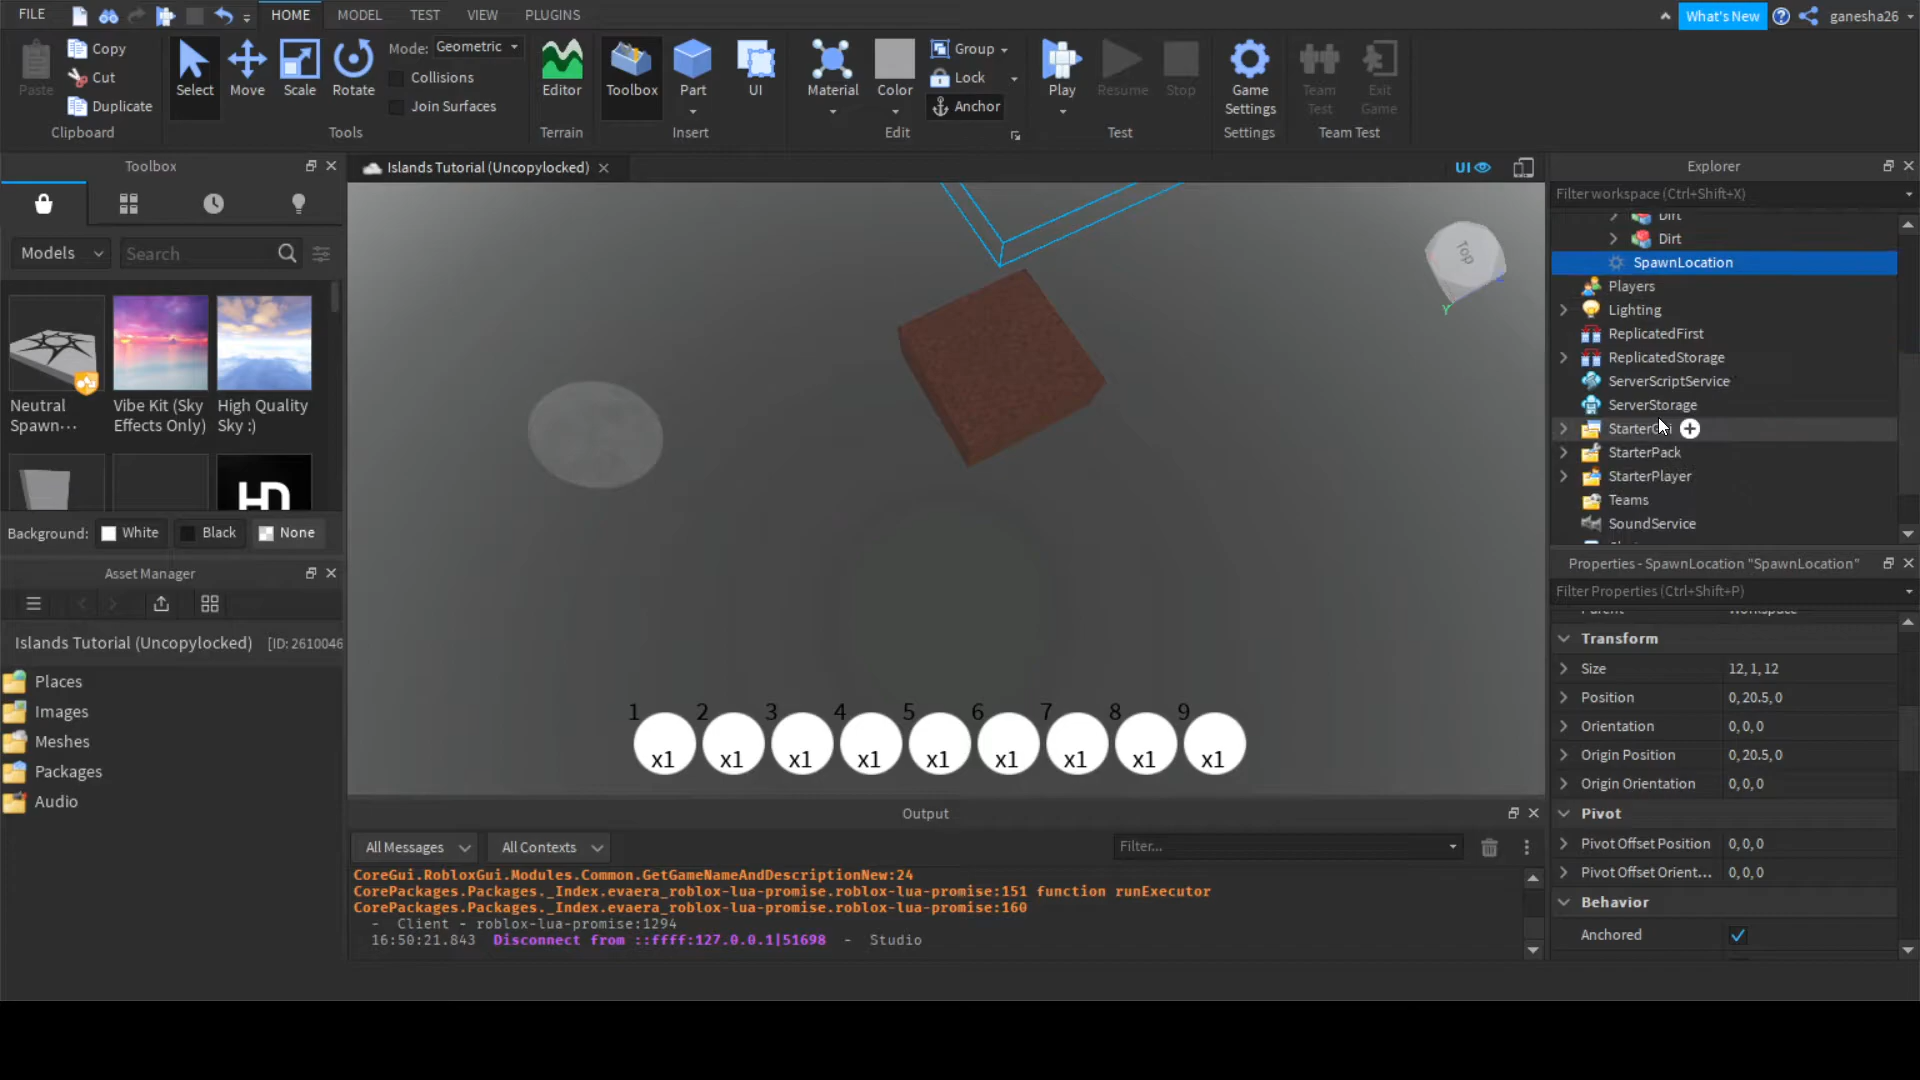 FILE
HOME
MODEL
TEST
VIEW
PLUGINS
What's New
ganesha26
Paste
Copy
Cut
Duplicate
Clipboard
Select
Move
Scale
Rotate
Mode: Geometric
Collisions
Join Surfaces
Tools
Editor
Terrain
Toolbox
Part
UI
Insert
Material
Color
Group
Lock
Anchor
Edit
Play
Resume
Stop
Test
Game
Settings
Settings
Team
Test
Exit
Game
Team Test
Toolbox
Models
Search
Neutral
Spawn...
Vibe Kit (Sky
Effects Only)
High Quality
Sky :)
HD
Background: White Black None
Asset Manager
Islands Tutorial (Uncopylocked) [ID: 2610046
Places
Images
Meshes
Packages
Audio
Islands Tutorial (Uncopylocked)
UI
Top
Y
1 2 3 4 5 6 7 8 9
x1 x1 x1 x1 x1 x1 x1 x1 x1
Output
All Messages
All Contexts
Filter...
CoreGui.RobloxGui.Modules.Common.GetGameNameAndDescriptionNew:24
CorePackages.Packages._Index.evaera_roblox-lua-promise.roblox-lua-promise:151 function runExecutor
CorePackages.Packages._Index.evaera_roblox-lua-promise.roblox-lua-promise:160
- Client - roblox-lua-promise:1294
16:50:21.843 Disconnect from ::ffff:127.0.0.1|51698 - Studio
Explorer
Filter workspace (Ctrl+Shift+X)
Dirt
Dirt
SpawnLocation
Players
Lighting
ReplicatedFirst
ReplicatedStorage
ServerScriptService
ServerStorage
StarterG i
StarterPack
StarterPlayer
Teams
SoundService
Properties - SpawnLocation "SpawnLocation"
Filter Properties (Ctrl+Shift+P)
Parent Workspace
Transform
Size 12, 1, 12
Position 0, 20.5, 0
Orientation 0, 0, 0
Origin Position 0, 20.5, 0
Origin Orientation 0, 0, 0
Pivot
Pivot Offset Position 0, 0, 0
Pivot Offset Orient... 0, 0, 0
Behavior
Anchored